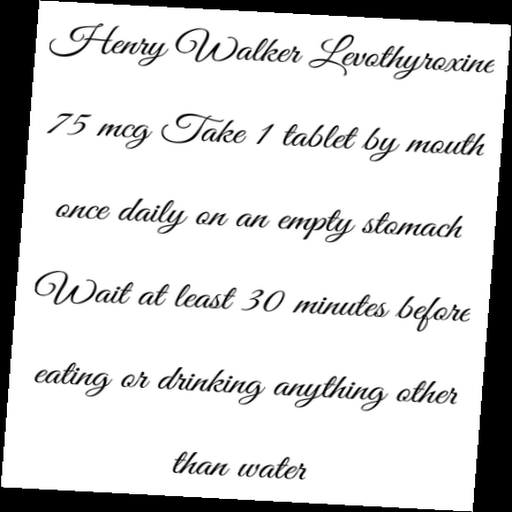 Henry Walker Levothyroxine
75 mcg Take 1 tablet by mouth
once daily on an empty stomach
Wait at least 30 minutes before
eating or drinking anything other
than water